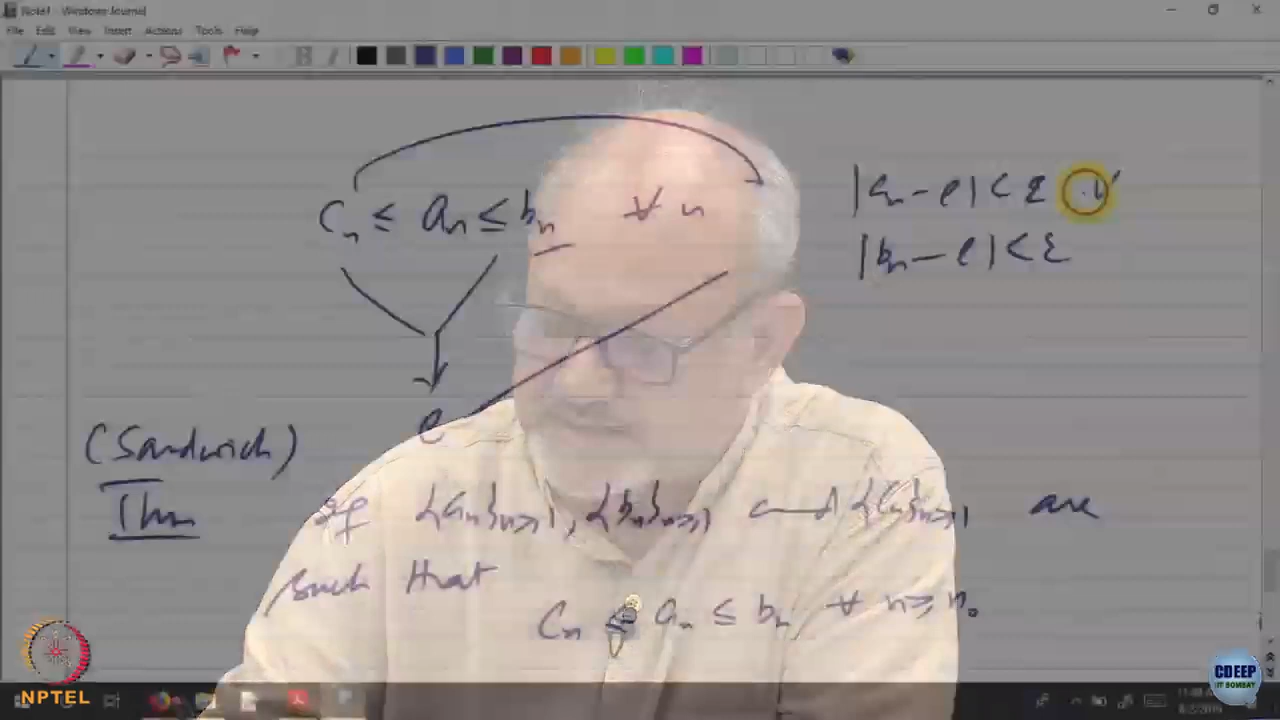 Note1 - Windows Journal
File Edit View Insert Actions Tools Help
Cn ≤ an ≤ bn ∀ n
|Cn - l| < ε
|bn - l| < ε
l
(Sandwich)
Thm If {an}n≥1, {bn}n≥1 and {Cn}n≥1 are
such that
Cn ≤ an ≤ bn ∀ n ≥ n₀
NPTEL
CDEEP
IIT BOMBAY